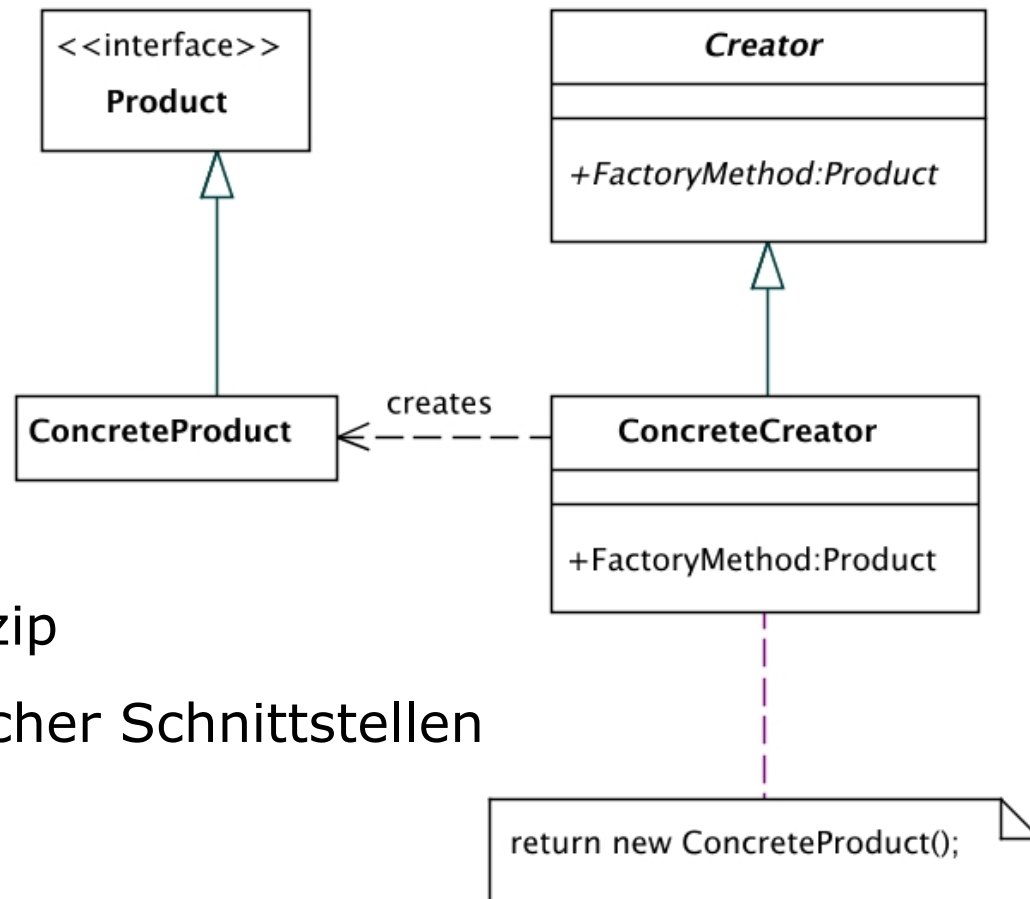 <<interface>>
Product
Creator
+FactoryMethod:Product
creates
ConcreteProduct
ConcreteCreator
+FactoryMethod:Product
zip
cher Schnittstellen
return new ConcreteProduct();